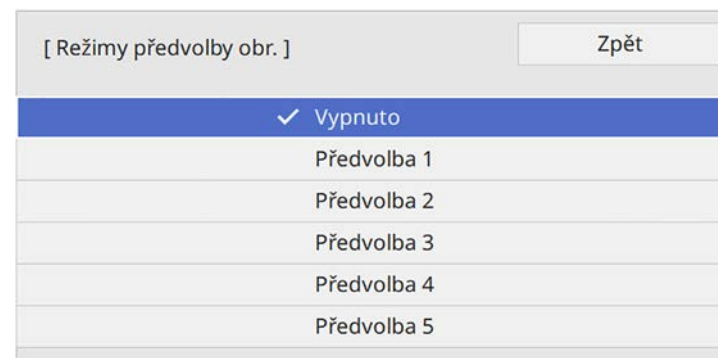 [ Režimy předvolby obr. ]
Zpět
Vypnuto
Předvolba 1
Předvolba 2
Předvolba 3
Předvolba 4
Předvolba 5